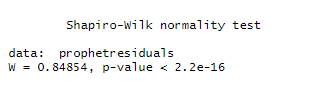 Shapiro-Wilk normality test
data:  prophetresiduals
W = 0.84854, p-value < 2.2e-16